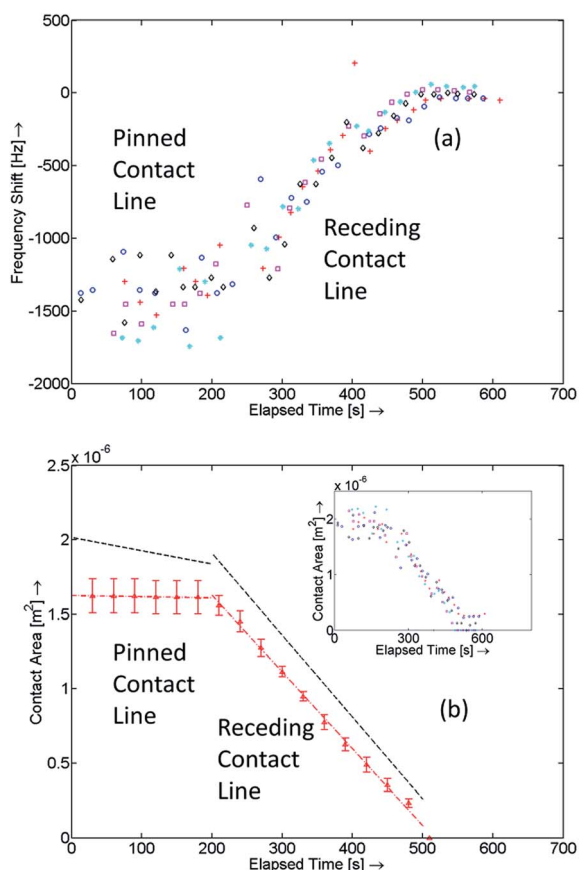 500
0
-500
-1000
-1500
-2000
Frequency Shift [Hz] →
Pinned
Contact
Line
(a)
Receding
Contact
Line
0 100 200 300 400 500 600 700
Elapsed Time [s] →
x 10⁻⁶
2.5
2
1.5
1
0.5
0
Contact Area [m²] →
x 10⁻⁶
2
1
0
Contact Area [m²] →
0 300 600
Elapsed Time [s] →
Pinned
Contact
Line
(b)
Receding
Contact
Line
0 100 200 300 400 500 600 700
Elapsed Time [s] →